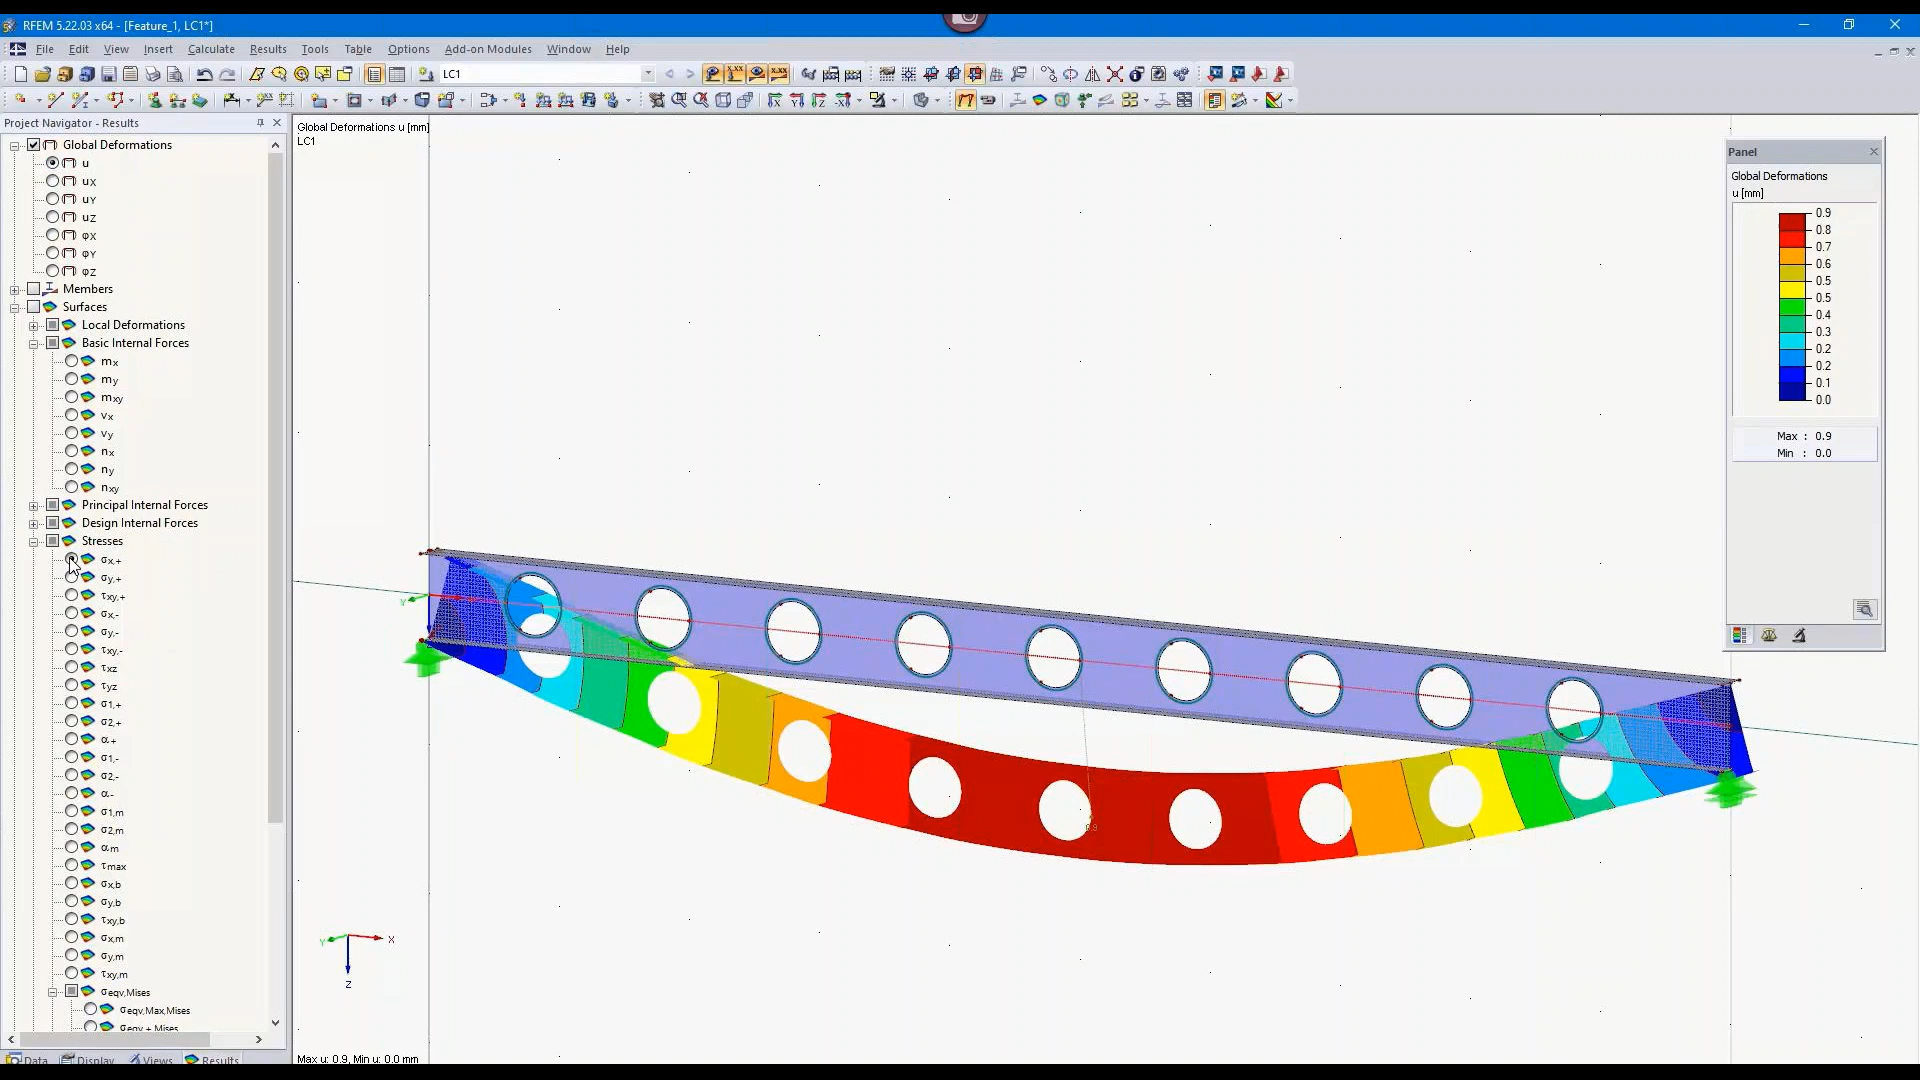 RFEM 5.22.03 x64 - [Feature_1, LC1*]
File Edit View Insert Calculate Results Tools Table Options Add-on Modules Window Help
LC1
Project Navigator - Results
Global Deformations
u
uX
uY
uZ
φX
φY
φZ
Members
Surfaces
Local Deformations
Basic Internal Forces
mx
my
mxy
vx
vy
nx
ny
nxy
Principal Internal Forces
Design Internal Forces
Stresses
σx,+
σy,+
τxy,+
σx,-
σy,-
τxy,-
τxz
τyz
σ1,+
σ2,+
α+
σ1,-
σ2,-
α-
σ1,m
σ2,m
αm
τmax
σx,b
σy,b
τxy,b
σx,m
σy,m
τxy,m
σeqv,Mises
σeqv,Max,Mises
σeqv,+,Mises
Data Display Views Results
Global Deformations u [mm]
LC1
Y
0.9
Y
X
Z
Max u: 0.9, Min u: 0.0 mm
Panel
Global Deformations
u [mm]
0.9
0.8
0.7
0.6
0.5
0.5
0.4
0.3
0.2
0.1
0.0
Max : 0.9
Min : 0.0